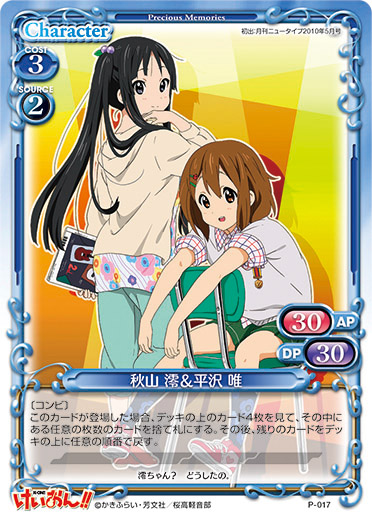 Precious Memories
Character
初出:月刊ニュータイプ2010年5月号
COST
3
SOURCE
2
30 AP
DP 30
秋山 澪&平沢 唯
〔コンビ〕
このカードが登場した場合、デッキの上のカード4枚を見て、その中に
ある任意の枚数のカードを捨て札にする。その後、残りのカードをデッ
キの上に任意の順番で戻す。
澪ちゃん? どうしたの。
K-ON!!
けいおん!!
©かきふらい・芳文社/桜高軽音部
P-017